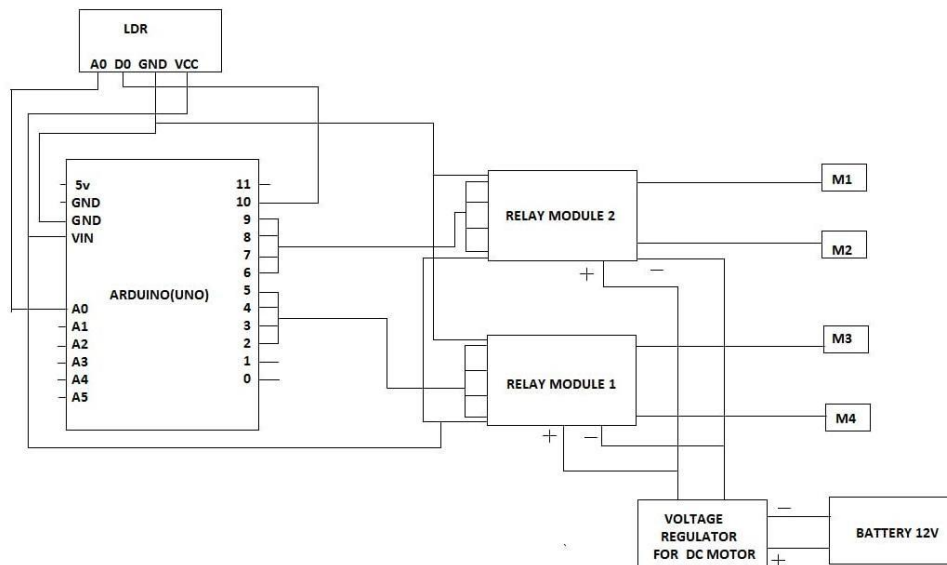 LDR
A0 D0 GND VCC
5v
GND
GND
VIN
A0
A1
A2
A3
A4
A5
ARDUINO(UNO)
11
10
9
8
7
6
5
4
3
2
1
0
RELAY MODULE 2
+ −
M1
M2
RELAY MODULE 1
+ −
M3
M4
VOLTAGE
REGULATOR
FOR DC MOTOR
−
+
BATTERY 12V